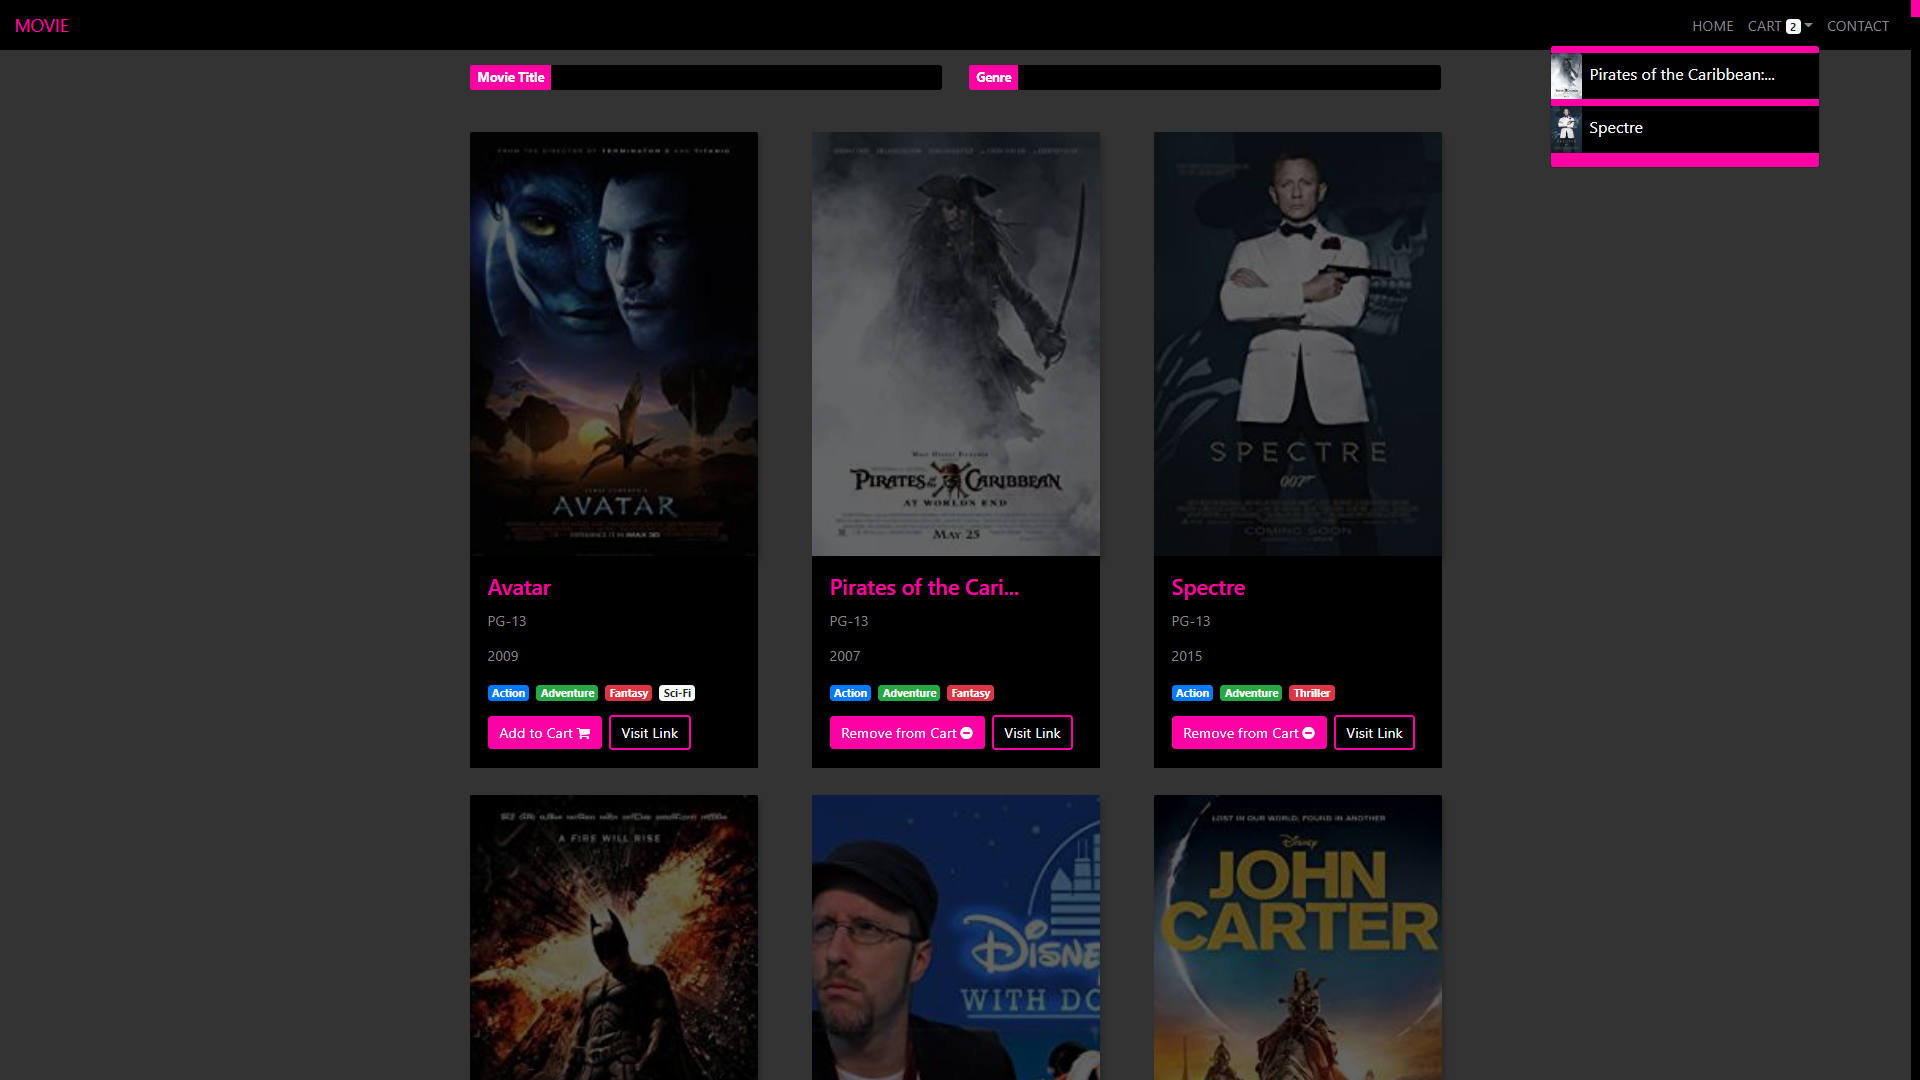 MOVIE
HOME CART 2 CONTACT
Movie Title
Genre
Pirates of the Caribbean:...
Spectre
FROM THE DIRECTOR OF TERMINATOR 2 AND TITANIC
AVATAR
PIRATES of the CARIBBEAN
AT WORLDS END
MAY 25
SPECTRE
007
COMING SOON
Avatar
PG-13
2009
Action Adventure Fantasy Sci-Fi
Add to Cart Visit Link
Pirates of the Cari...
PG-13
2007
Action Adventure Fantasy
Remove from Cart Visit Link
Spectre
PG-13
2015
Action Adventure Thriller
Remove from Cart Visit Link
A FIRE WILL RISE
DISNE
WITH DO
LOST IN OUR WORLD, FOUND IN ANOTHER
Disney
JOHN
CARTER